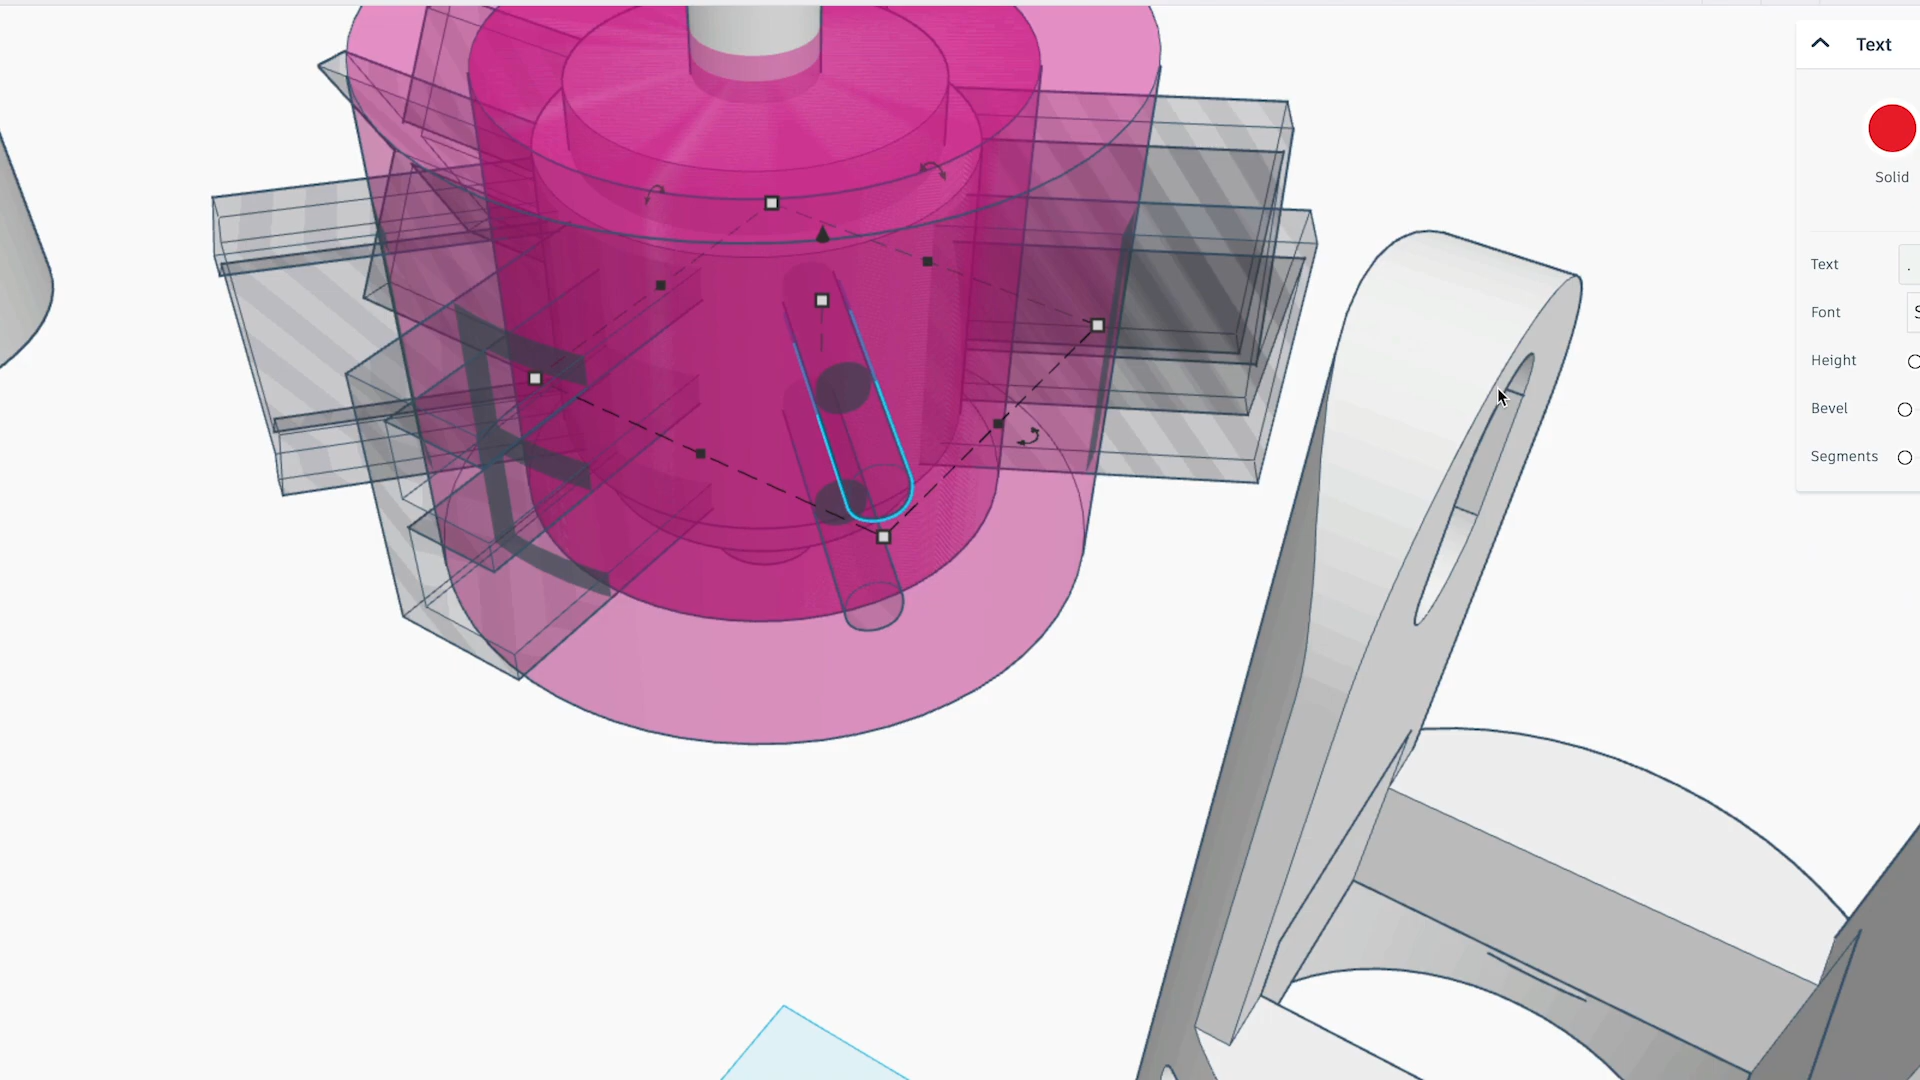 Text
Solid
Text .
Font S
Height
Bevel
Segments